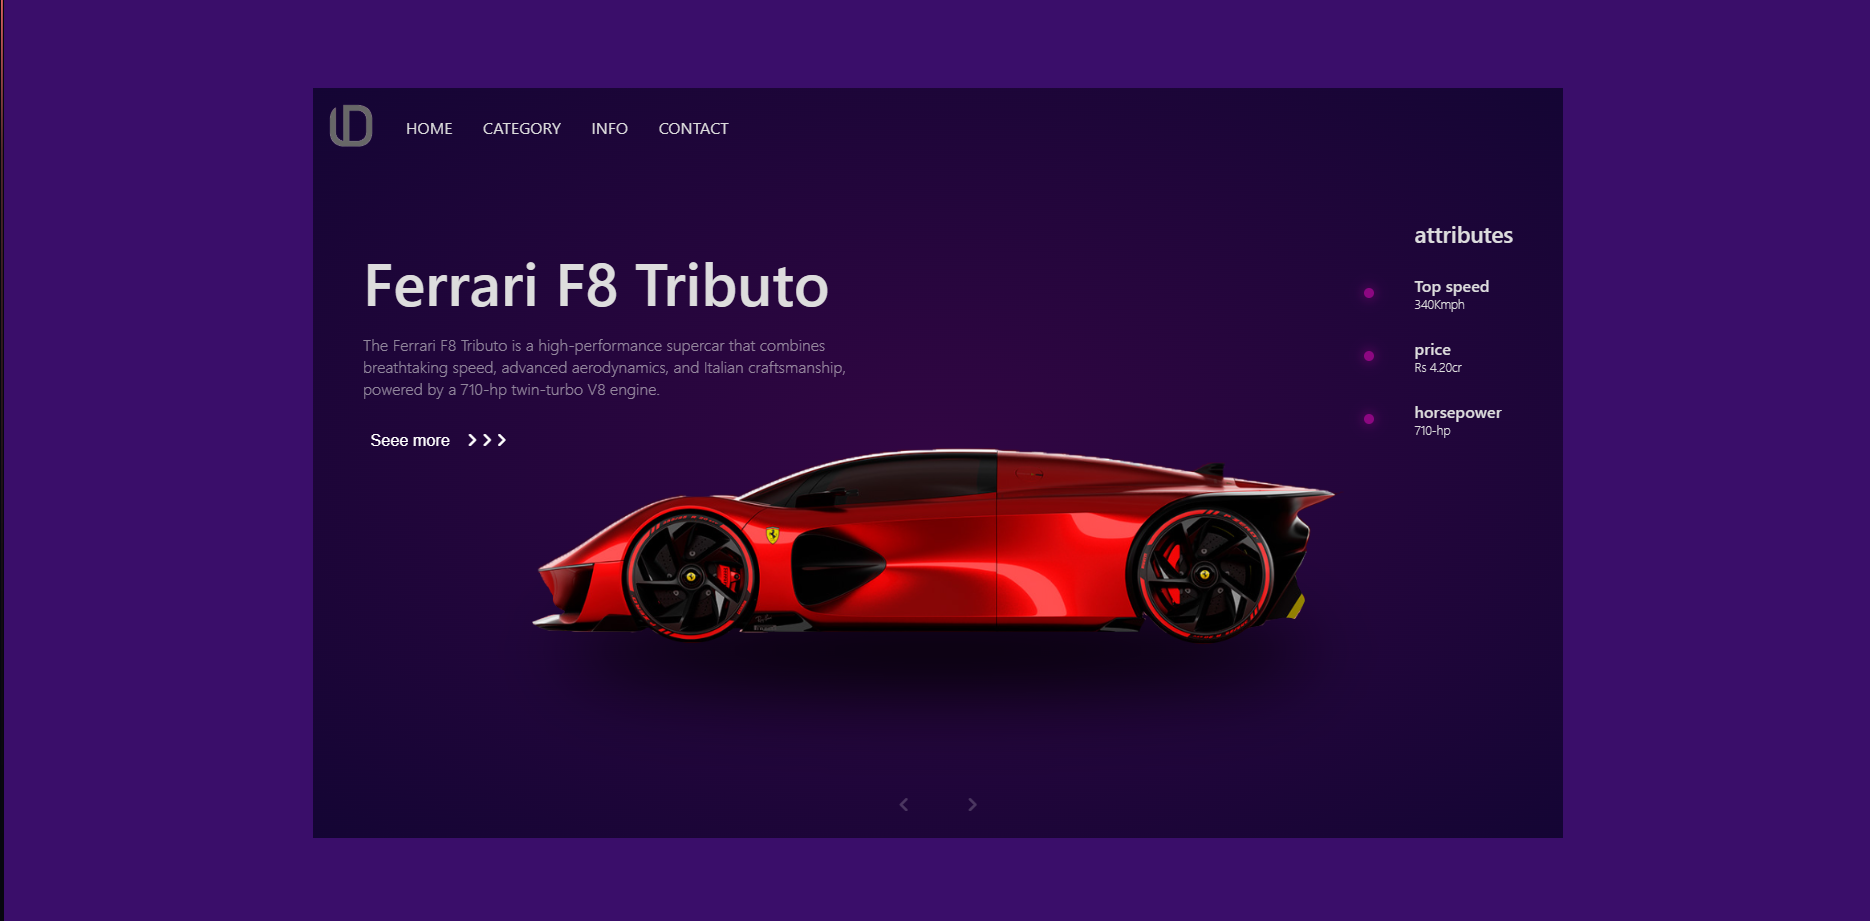 HOME CATEGORY INFO CONTACT
Ferrari F8 Tributo
The Ferrari F8 Tributo is a high-performance supercar that combines
breathtaking speed, advanced aerodynamics, and Italian craftsmanship,
powered by a 710-hp twin-turbo V8 engine.
Seee more
attributes
Top speed
340Kmph
price
Rs 4.20cr
horsepower
710-hp